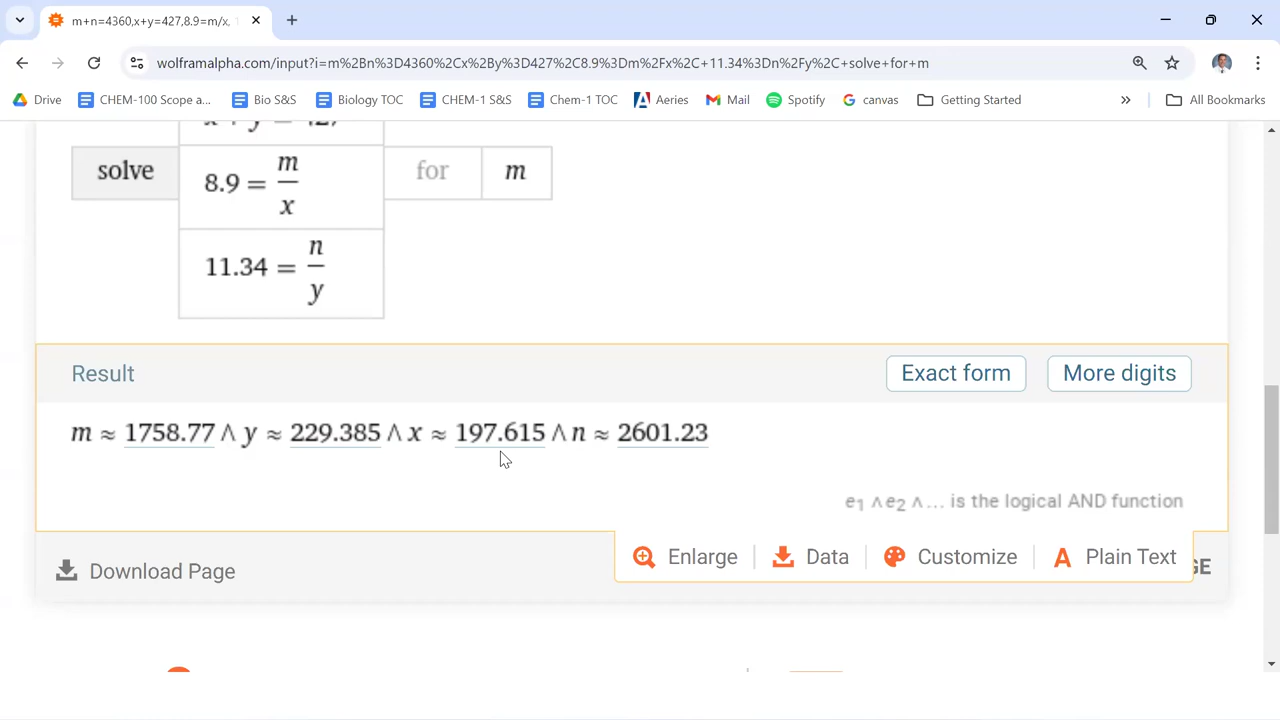 m+n=4360,x+y=427,8.9=m/x,
wolframalpha.com/input?i=m%2Bn%3D4360%2Cx%2By%3D427%2C8.9%3Dm%2Fx%2C+11.34%3Dn%2Fy%2C+solve+for+m
Drive CHEM-100 Scope a... Bio S&S Biology TOC CHEM-1 S&S Chem-1 TOC Aeries Mail Spotify canvas Getting Started » All Bookmarks
x + y = 427
solve 8.9 = m/x for m
11.34 = n/y
Result Exact form More digits
m ≈ 1758.77 ∧ y ≈ 229.385 ∧ x ≈ 197.615 ∧ n ≈ 2601.23
e₁ ∧ e₂ ∧ … is the logical AND function
Download Page Enlarge Data Customize A Plain Text GE